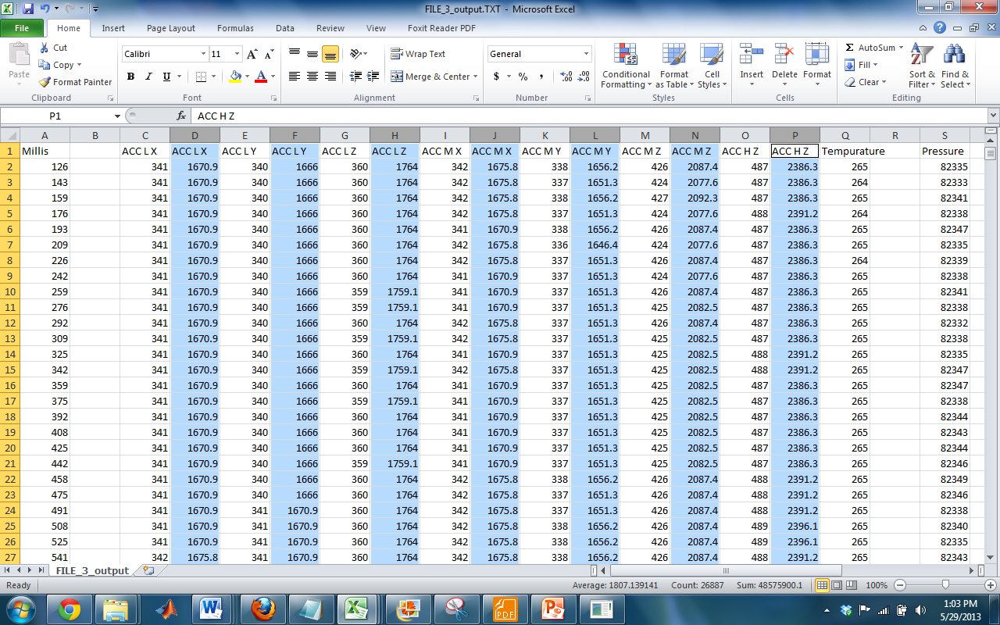 FILE_3_output.TXT - Microsoft Excel
File Home Insert Page Layout Formulas Data Review View Foxit Reader PDF
Paste
Cut
Copy
Format Painter
Clipboard
Calibri 11
B I U
Font
Wrap Text
Merge & Center
Alignment
General
$ % ,
Number
Conditional Formatting
Format as Table
Cell Styles
Styles
Insert Delete Format
Cells
Σ AutoSum
Fill
Clear
Sort & Filter
Find & Select
Editing
P1 fx ACC H Z
A B C D E F G H I J K L M N O P Q R S
1 Millis ACC L X ACC L X ACC L Y ACC L Y ACC L Z ACC L Z ACC M X ACC M X ACC M Y ACC M Y ACC M Z ACC M Z ACC H Z ACC H Z Tempurature Pressure
2 126 341 1670.9 340 1666 360 1764 342 1675.8 338 1656.2 426 2087.4 487 2386.3 265 82335
3 143 341 1670.9 340 1666 360 1764 342 1675.8 337 1651.3 424 2077.6 487 2386.3 264 82333
4 159 341 1670.9 340 1666 360 1764 342 1675.8 338 1656.2 427 2092.3 487 2386.3 265 82341
5 176 341 1670.9 340 1666 360 1764 342 1675.8 337 1651.3 424 2077.6 488 2391.2 264 82338
6 193 341 1670.9 340 1666 360 1764 341 1670.9 338 1656.2 426 2087.4 487 2386.3 265 82347
7 209 341 1670.9 340 1666 360 1764 342 1675.8 336 1646.4 424 2077.6 487 2386.3 265 82335
8 226 341 1670.9 340 1666 360 1764 342 1675.8 337 1651.3 426 2087.4 487 2386.3 264 82339
9 242 341 1670.9 340 1666 360 1764 341 1670.9 337 1651.3 424 2077.6 487 2386.3 265 82338
10 259 341 1670.9 340 1666 359 1759.1 341 1670.9 337 1651.3 426 2087.4 487 2386.3 265 82341
11 276 341 1670.9 340 1666 359 1759.1 341 1670.9 337 1651.3 425 2082.5 487 2386.3 265 82338
12 292 341 1670.9 340 1666 360 1764 342 1675.8 337 1651.3 426 2087.4 487 2386.3 265 82332
13 309 341 1670.9 340 1666 359 1759.1 342 1675.8 337 1651.3 425 2082.5 487 2386.3 265 82338
14 325 341 1670.9 340 1666 360 1764 341 1670.9 337 1651.3 425 2082.5 488 2391.2 265 82335
15 342 341 1670.9 340 1666 359 1759.1 342 1675.8 337 1651.3 425 2082.5 488 2391.2 265 82347
16 359 341 1670.9 340 1666 360 1764 341 1670.9 337 1651.3 425 2082.5 487 2386.3 265 82347
17 375 341 1670.9 340 1666 359 1759.1 341 1670.9 337 1651.3 425 2082.5 487 2386.3 265 82338
18 392 341 1670.9 340 1666 360 1764 341 1670.9 337 1651.3 425 2082.5 487 2386.3 265 82344
19 408 341 1670.9 340 1666 360 1764 341 1670.9 337 1651.3 425 2082.5 487 2386.3 265 82343
20 425 341 1670.9 340 1666 360 1764 341 1670.9 337 1651.3 425 2082.5 487 2386.3 265 82344
21 442 341 1670.9 340 1666 359 1759.1 341 1670.9 337 1651.3 425 2082.5 487 2386.3 265 82346
22 458 341 1670.9 340 1666 360 1764 342 1675.8 338 1656.2 426 2087.4 488 2391.2 265 82349
23 475 341 1670.9 340 1666 360 1764 342 1675.8 337 1651.3 426 2087.4 488 2391.2 265 82346
24 491 341 1670.9 341 1670.9 360 1764 342 1675.8 337 1651.3 426 2087.4 488 2391.2 265 82338
25 508 341 1670.9 341 1670.9 360 1764 342 1675.8 338 1656.2 426 2087.4 489 2396.1 265 82340
26 525 341 1670.9 341 1670.9 360 1764 342 1675.8 338 1656.2 426 2087.4 489 2396.1 265 82335
27 541 342 1675.8 341 1670.9 360 1764 342 1675.8 338 1656.2 426 2087.4 488 2391.2 265 82343
FILE_3_output
Ready Average: 1807.139141 Count: 26887 Sum: 48575900.1 100%
PDF
1:03 PM
5/29/2013